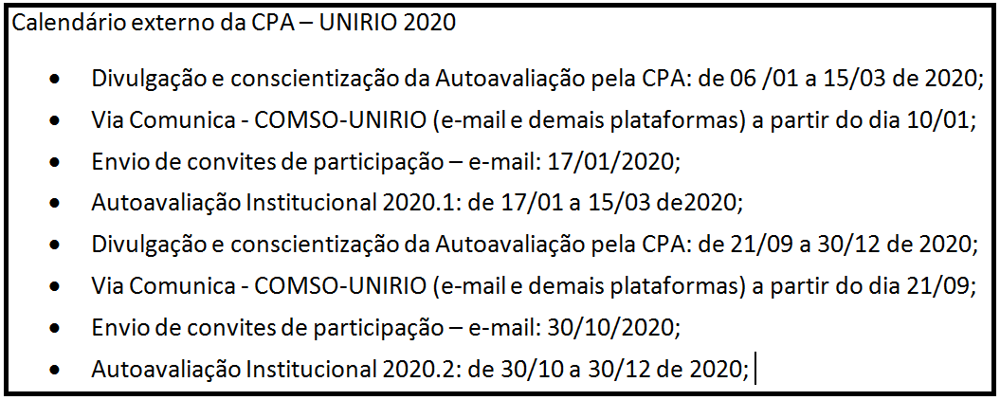 Calendário externo da CPA – UNIRIO 2020
• Divulgação e conscientização da Autoavaliação pela CPA: de 06 /01 a 15/03 de 2020;
• Via Comunica - COMSO-UNIRIO (e-mail e demais plataformas) a partir do dia 10/01;
• Envio de convites de participação – e-mail: 17/01/2020;
• Autoavaliação Institucional 2020.1: de 17/01 a 15/03 de2020;
• Divulgação e conscientização da Autoavaliação pela CPA: de 21/09 a 30/12 de 2020;
• Via Comunica - COMSO-UNIRIO (e-mail e demais plataformas) a partir do dia 21/09;
• Envio de convites de participação – e-mail: 30/10/2020;
• Autoavaliação Institucional 2020.2: de 30/10 a 30/12 de 2020;